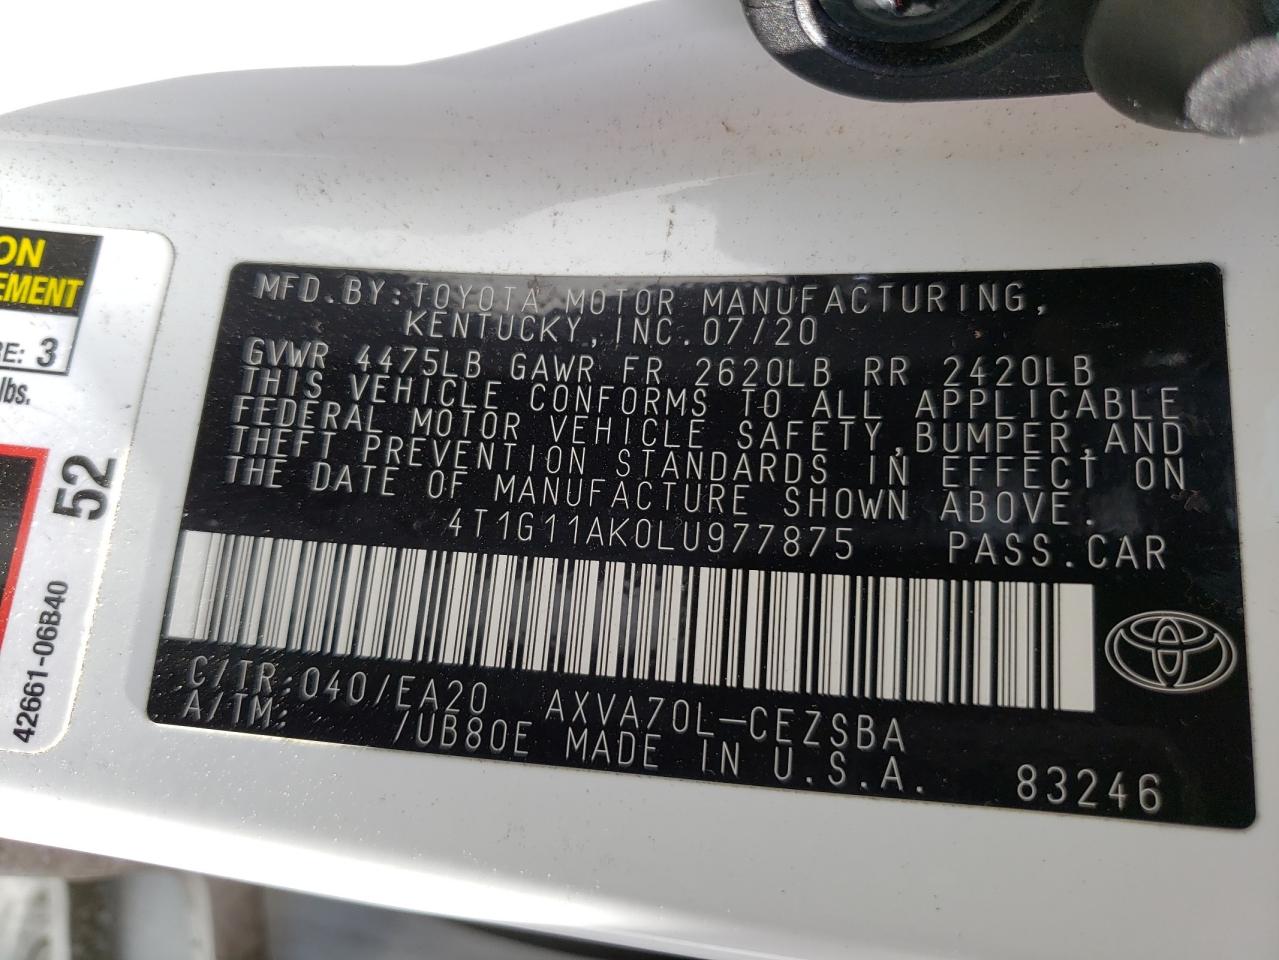 ON
EMENT
RE: 3
lbs.
52
42661-06B40
MFD.BY:TOYOTA MOTOR MANUFACTURING,
KENTUCKY,INC.07/20
GVWR 4475LB GAWR FR 2620LB RR 2420LB
THIS VEHICLE CONFORMS TO ALL APPLICABLE
FEDERAL MOTOR VEHICLE SAFETY,BUMPER,AND
THEFT PREVENTION STANDARDS IN EFFECT ON
THE DATE OF MANUFACTURE SHOWN ABOVE.
4T1G11AK0LU977875 PASS.CAR
C/TR:040/EA20 AXVA70L-CEZSBA
A/TM: /UB80E MADE IN U.S.A. 83246